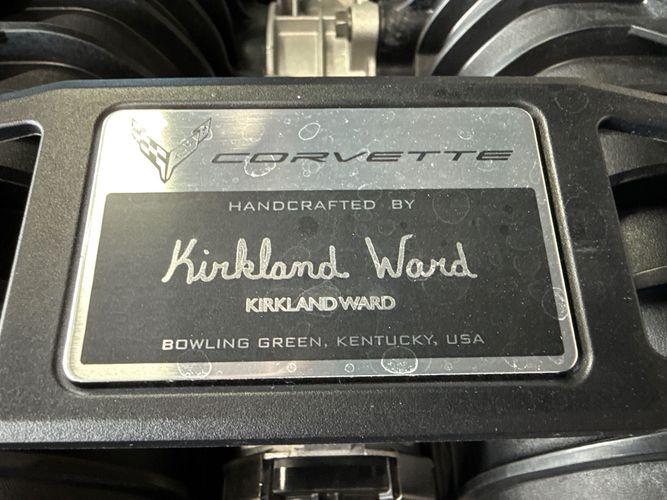 CORVETTE
HANDCRAFTED BY
Kirkland Ward
KIRKLAND WARD
BOWLING GREEN, KENTUCKY, USA